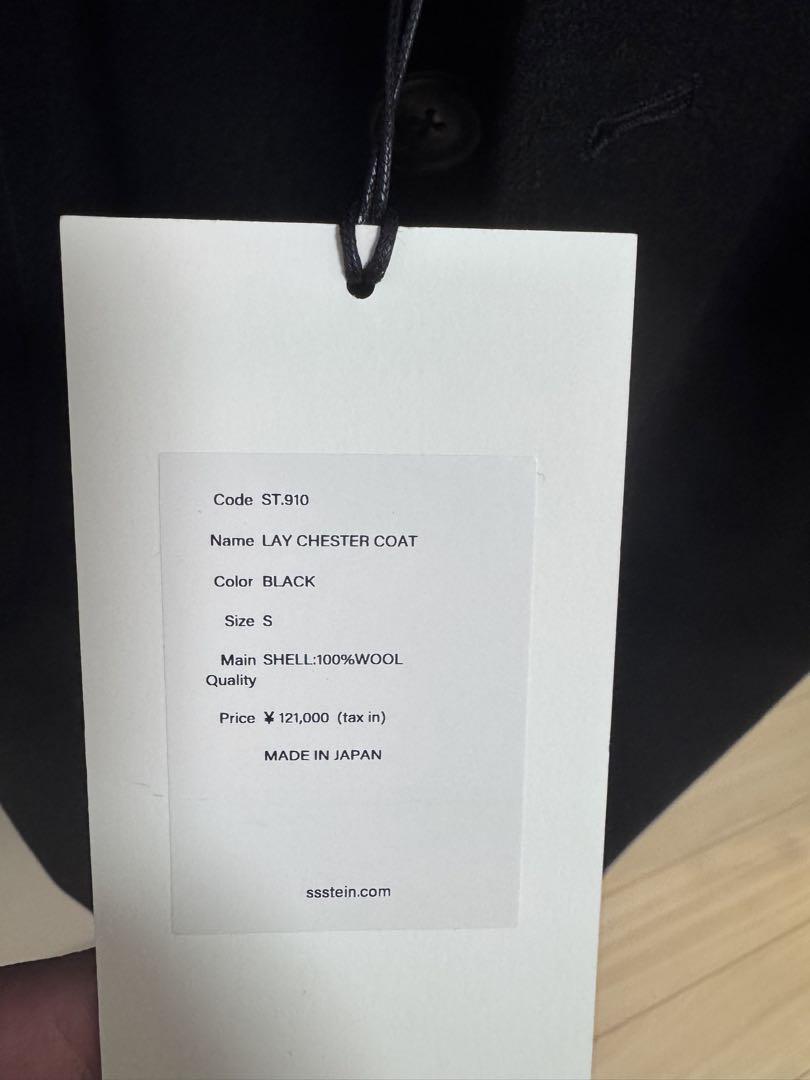 Code ST.910
Name LAY CHESTER COAT
Color BLACK
Size S
Main SHELL:100%WOOL
Quality
Price ¥ 121,000 (tax in)
MADE IN JAPAN
ssstein.com